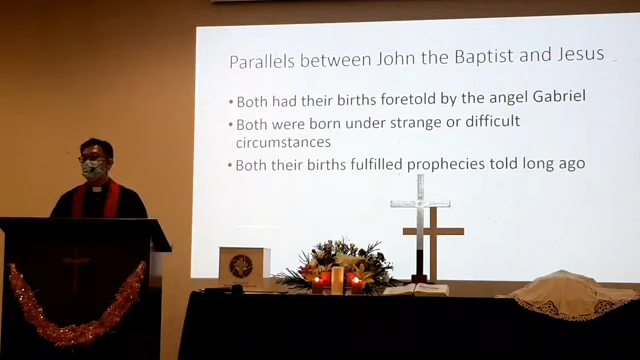 Parallels between John the Baptist and Jesus
• Both had their births foretold by the angel Gabriel
• Both were born under strange or difficult
circumstances
• Both their births fulfilled prophecies told long ago